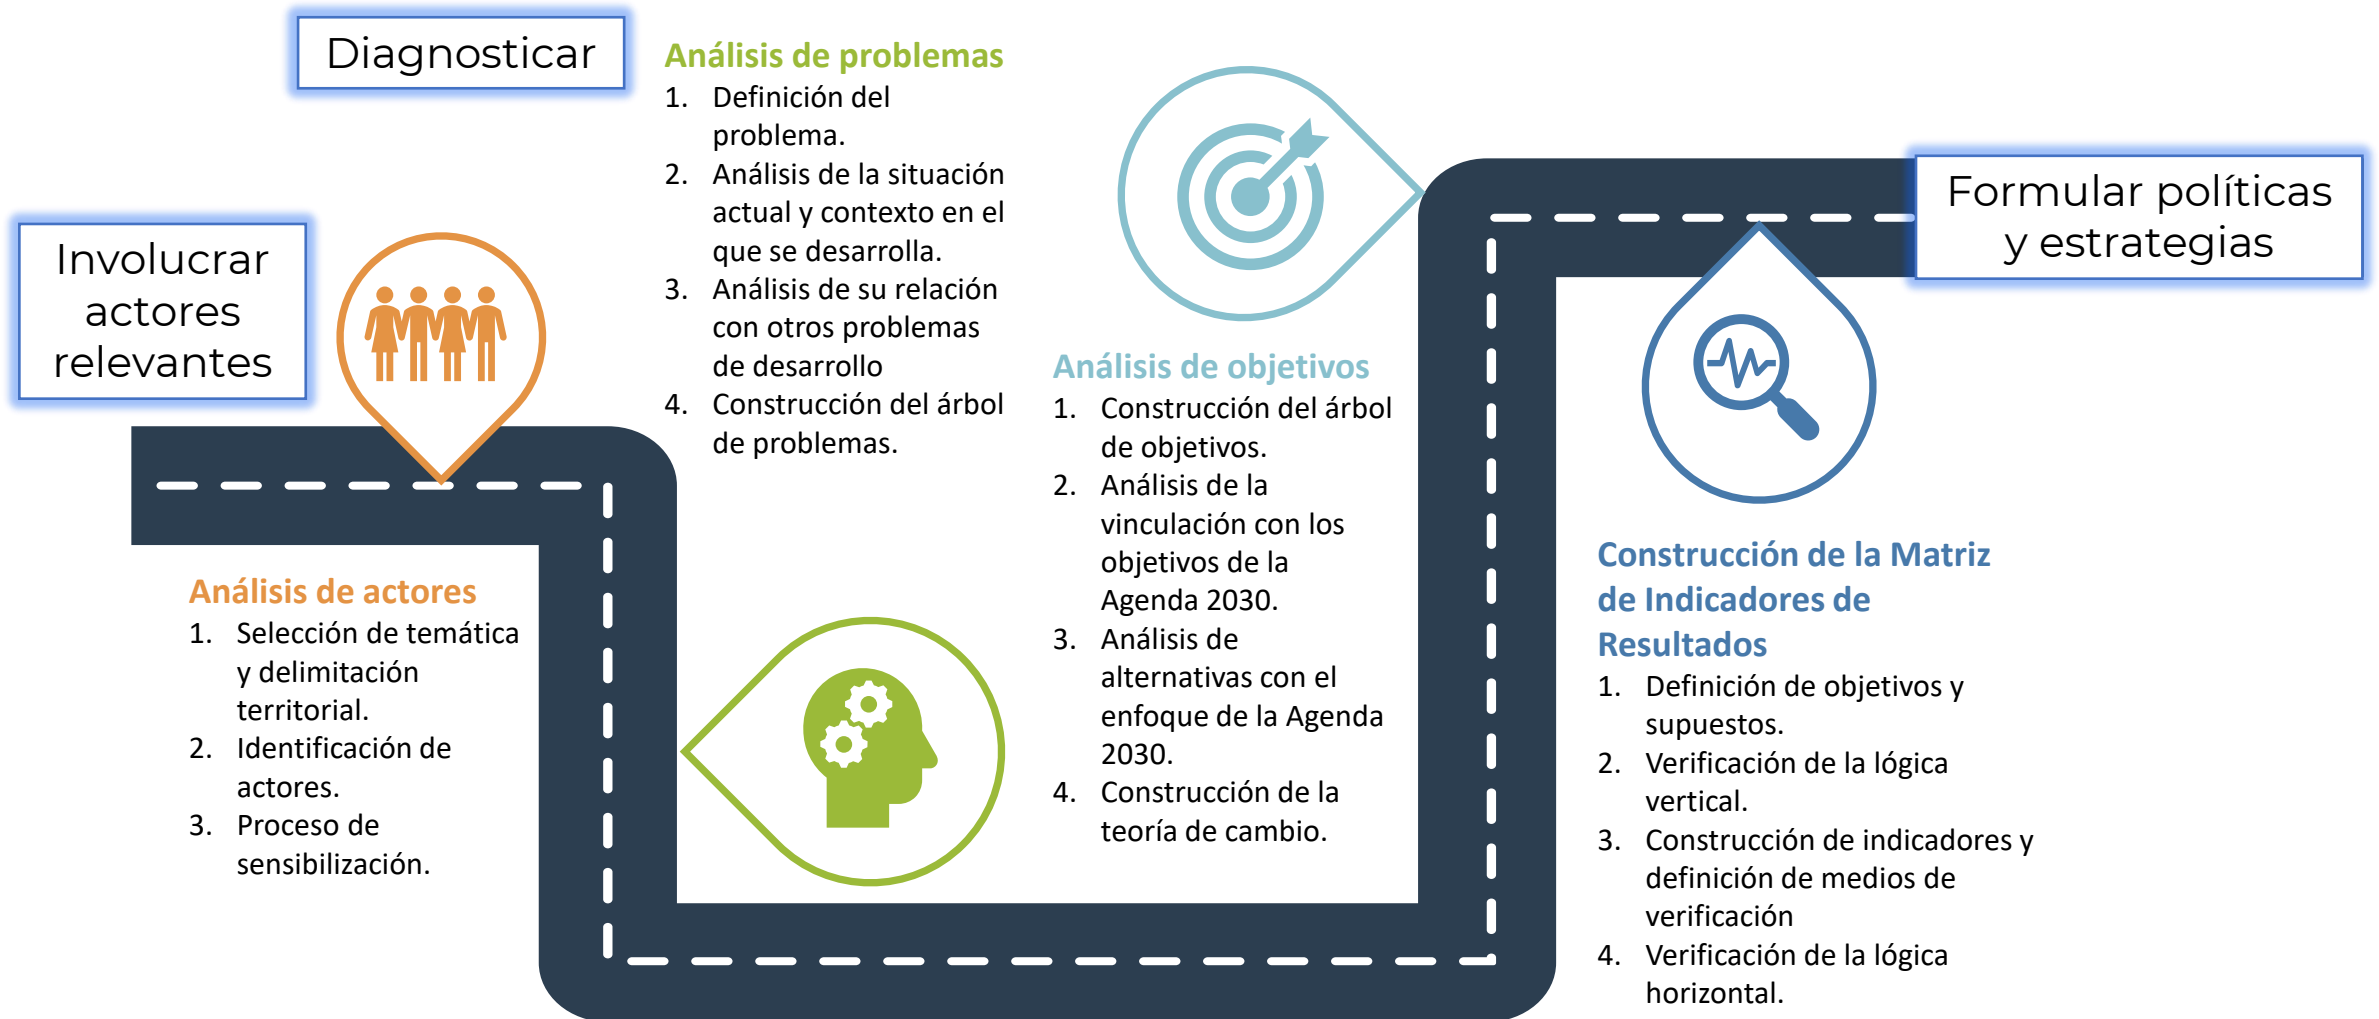 Involucrar
actores
relevantes
Análisis de actores
1. Selección de temática
y delimitación
territorial.
2. Identificación de
actores.
3. Proceso de
sensibilización.
Diagnosticar
Análisis de problemas
1. Definición del
problema.
2. Análisis de la situación
actual y contexto en el
que se desarrolla.
3. Análisis de su relación
con otros problemas
de desarrollo
4. Construcción del árbol
de problemas.
Análisis de objetivos
1. Construcción del árbol
de objetivos.
2. Análisis de la
vinculación con los
objetivos de la
Agenda 2030.
3. Análisis de
alternativas con el
enfoque de la Agenda
2030.
4. Construcción de la
teoría de cambio.
Formular políticas
y estrategias
Construcción de la Matriz
de Indicadores de
Resultados
1. Definición de objetivos y
supuestos.
2. Verificación de la lógica
vertical.
3. Construcción de indicadores y
definición de medios de
verificación
4. Verificación de la lógica
horizontal.